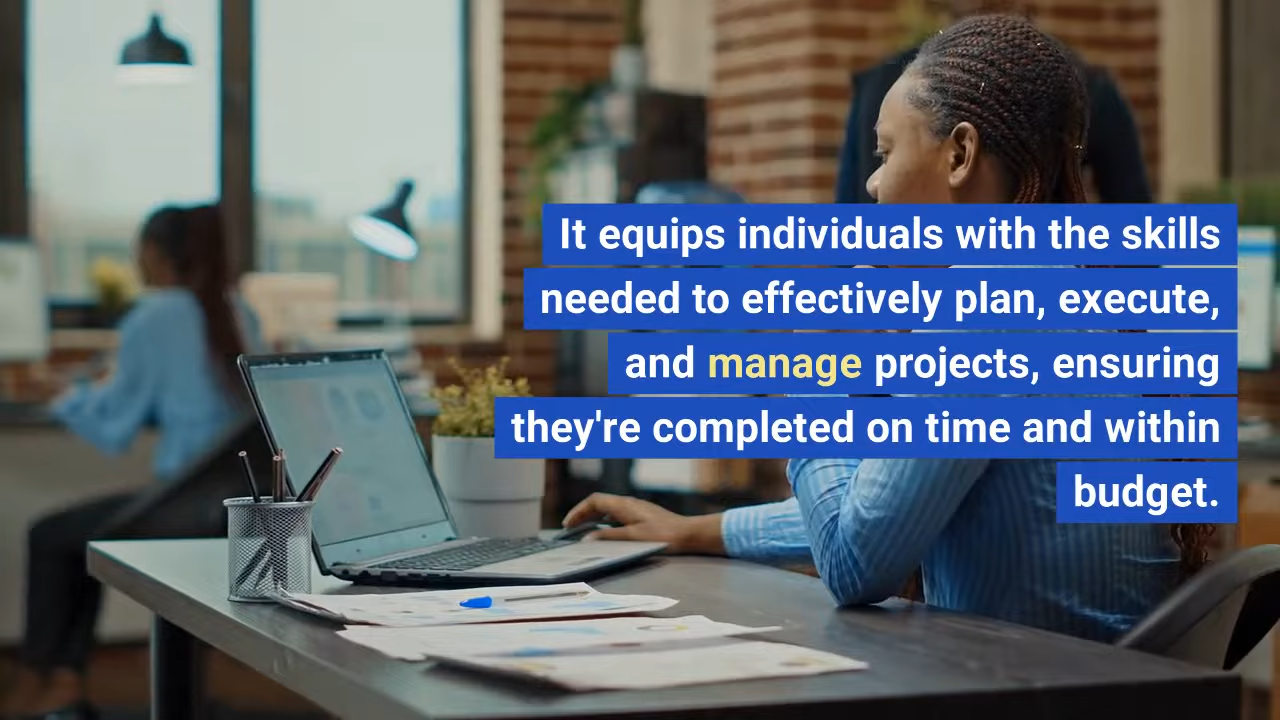 It equips individuals with the skills
needed to effectively plan, execute,
and manage projects, ensuring
they're completed on time and within
budget.